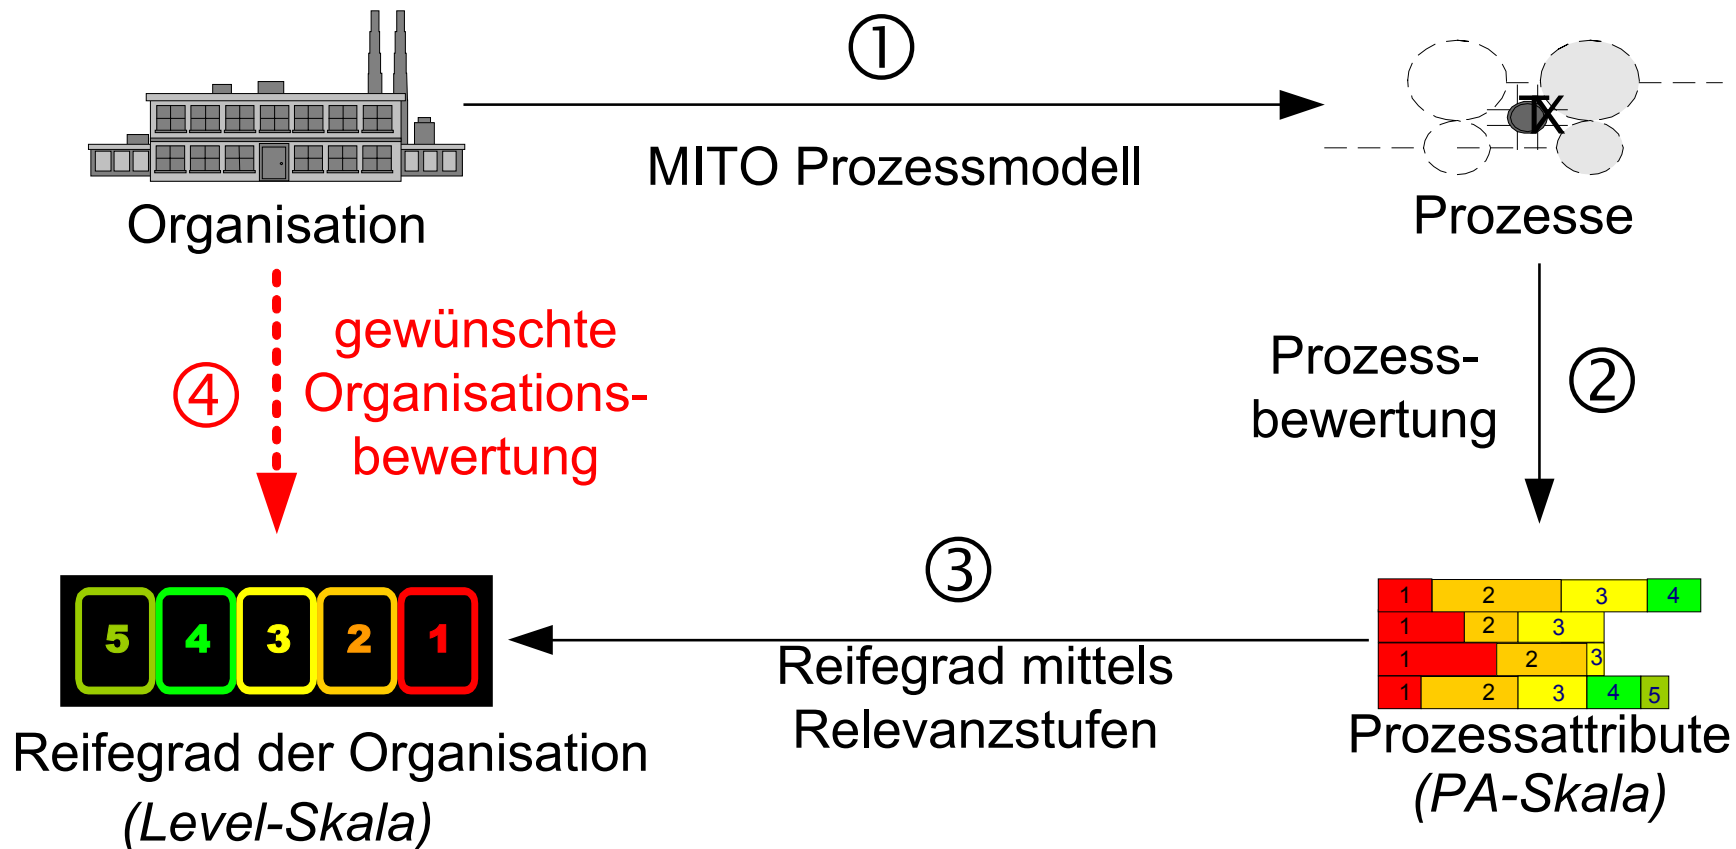 ①
MITO Prozessmodell
TX
Organisation
Prozesse
④
gewünschte
Organisations-
bewertung
Prozess-
bewertung
②
③
Reifegrad mittels
Relevanzstufen
5 4 3 2 1
Reifegrad der Organisation
(Level-Skala)
1 2 3 4
1 2 3
1 2 3
1 2 3 4 5
Prozessattribute
(PA-Skala)